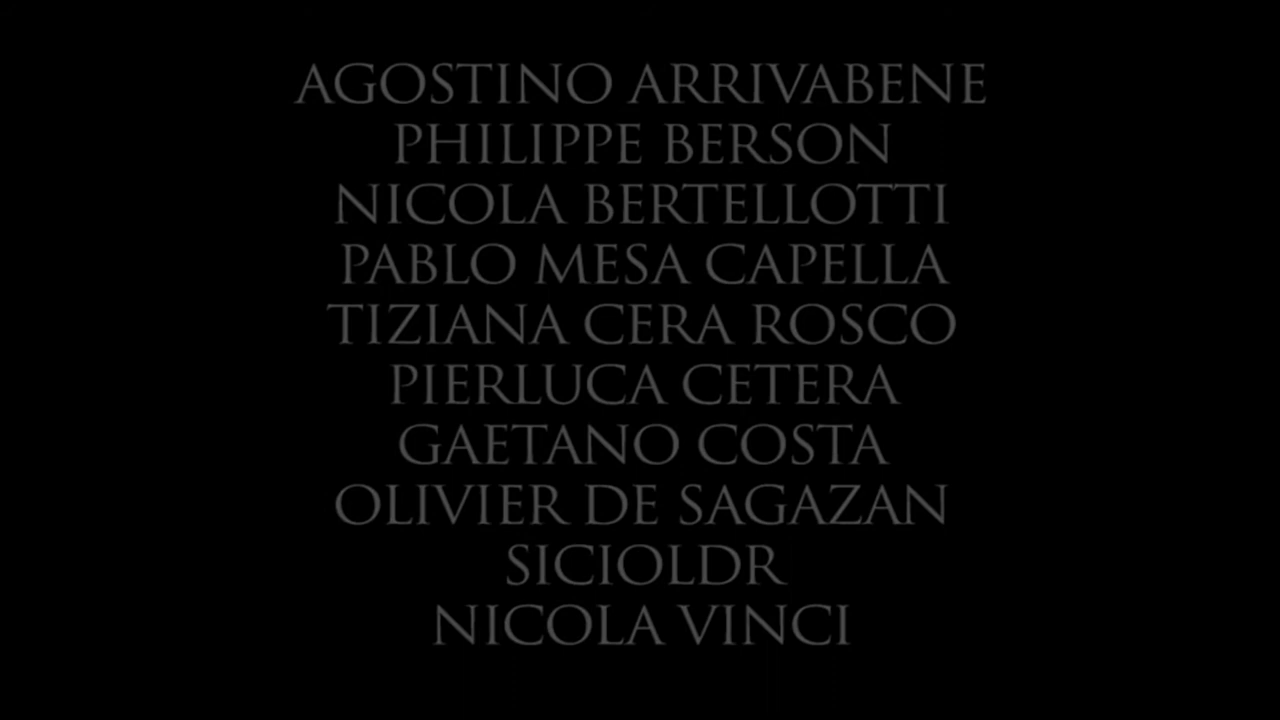 AGOSTINO ARRIVABENE
PHILIPPE BERSON
NICOLA BERTELLOTTI
PABLO MESA CAPELLA
TIZIANA CERA ROSCO
PIERLUCA CETERA
GAETANO COSTA
OLIVIER DE SAGAZAN
SICIOLDR
NICOLA VINCI